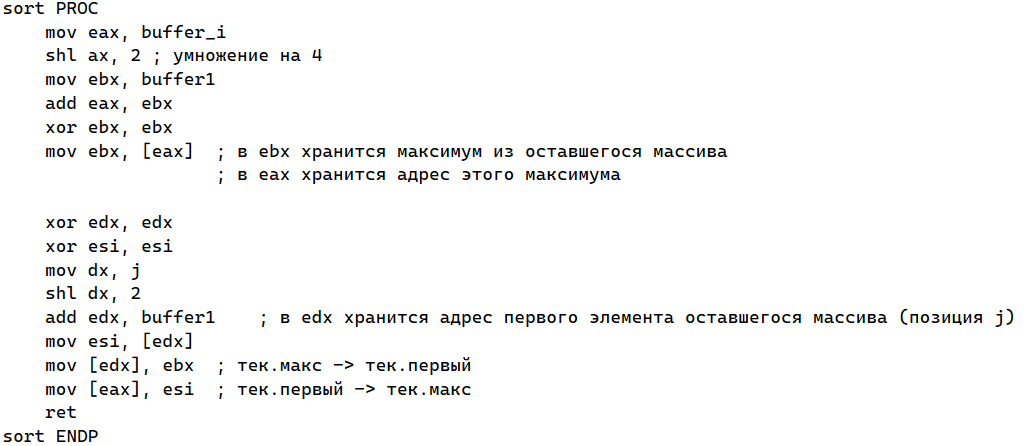 sort PROC
    mov eax, buffer_i
    shl ax, 2 ; умножение на 4
    mov ebx, buffer1
    add eax, ebx
    xor ebx, ebx
    mov ebx, [eax]  ; в ebx хранится максимум из оставшегося массива
                    ; в eax хранится адрес этого максимума

    xor edx, edx
    xor esi, esi
    mov dx, j
    shl dx, 2
    add edx, buffer1    ; в edx хранится адрес первого элемента оставшегося массива (позиция j)
    mov esi, [edx]
    mov [edx], ebx  ; тек.макс -> тек.первый
    mov [eax], esi  ; тек.первый -> тек.макс
    ret
sort ENDP